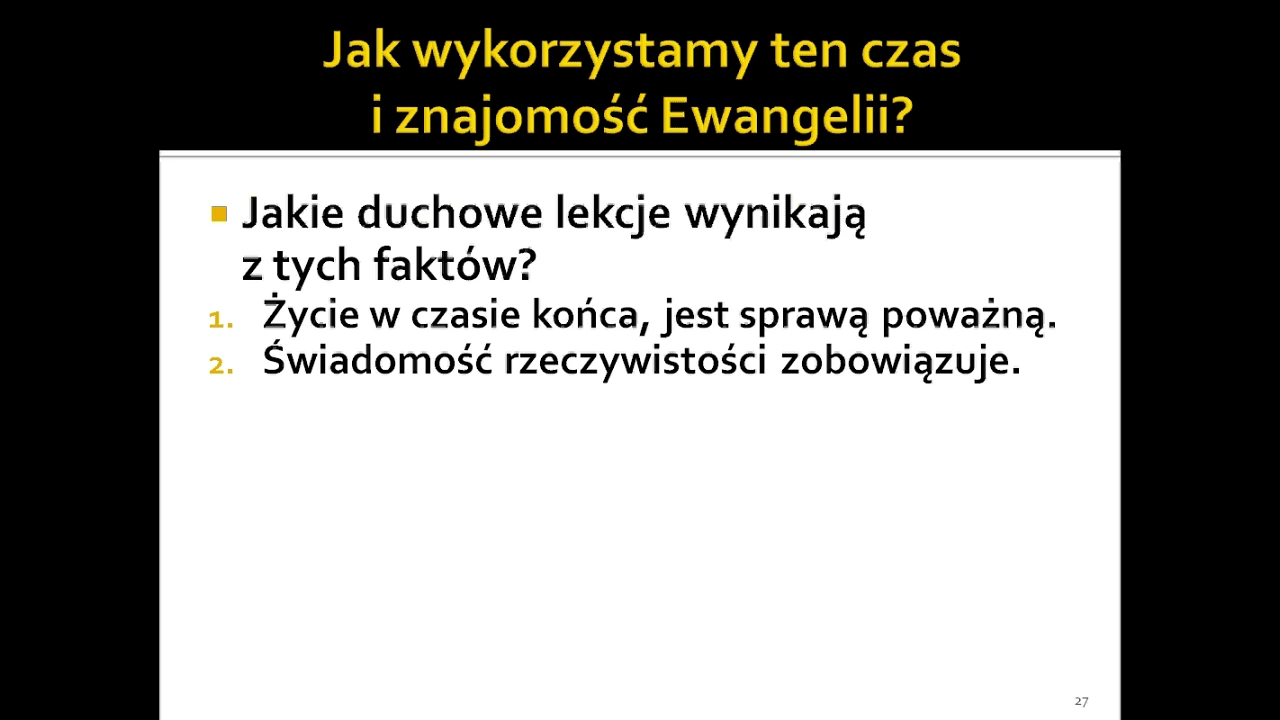 Jak wykorzystamy ten czas
i znajomość Ewangelii?
Jakie duchowe lekcje wynikają
z tych faktów?
1. Życie w czasie końca, jest sprawą poważną.
2. Świadomość rzeczywistości zobowiązuje.
27